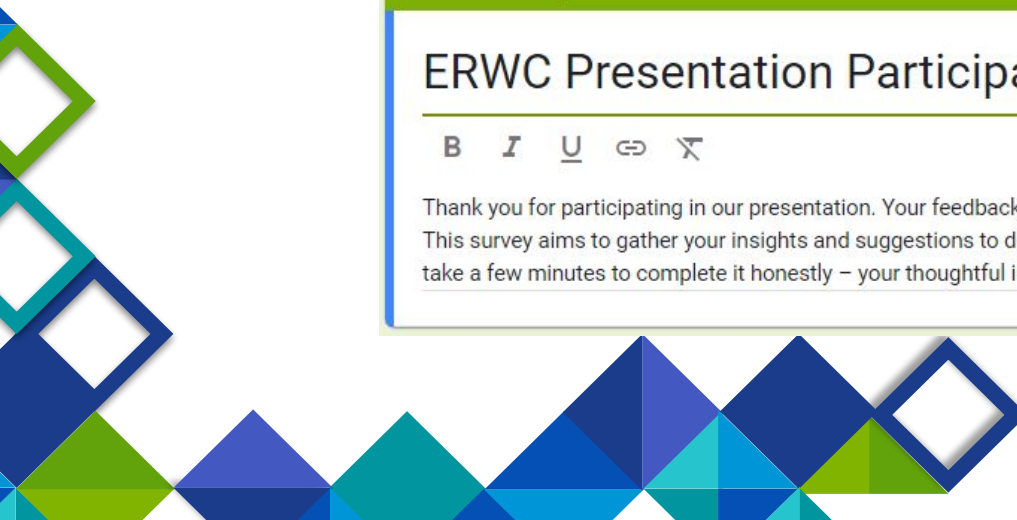 ERWC Presentation Particip
B I U
Thank you for participating in our presentation. Your feedback
This survey aims to gather your insights and suggestions to d
take a few minutes to complete it honestly – your thoughtful i